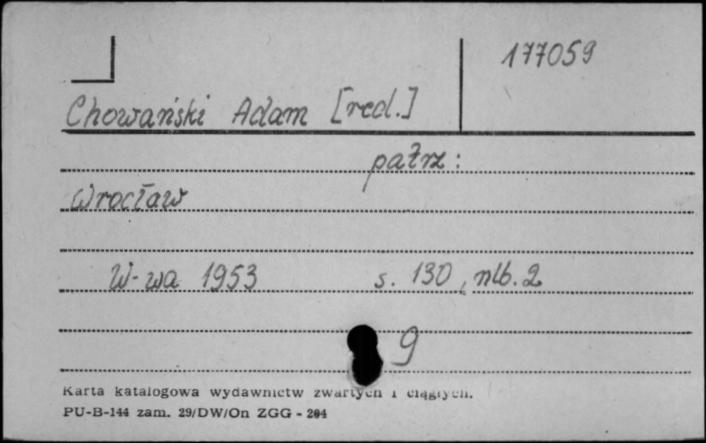 177059
Chowański Adam [red.]
patrz:
Wrocław
W-wa 1953 s. 130, nlb. 2
9
Karta katalogowa wydawnictw zwartych i ciągłych.
PU-B-144 zam. 29/DW/On ZGG - 204